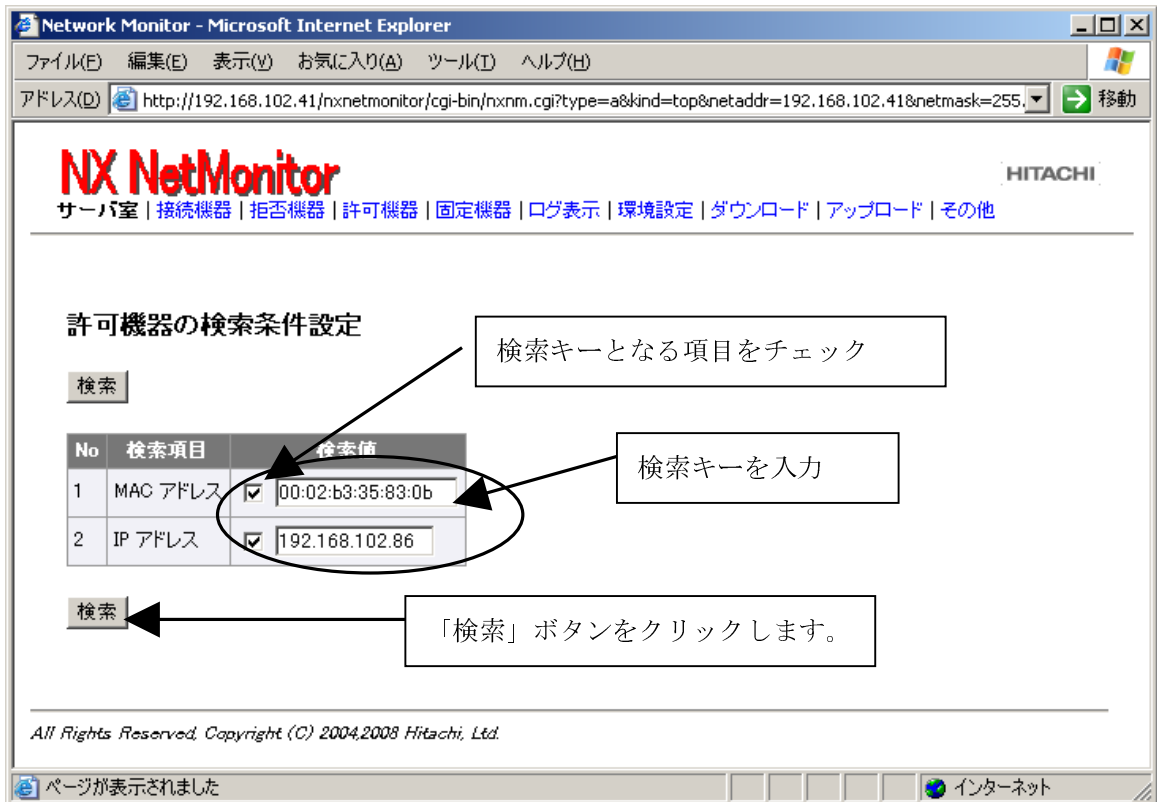 Network Monitor - Microsoft Internet Explorer
ファイル(F) 編集(E) 表示(V) お気に入り(A) ツール(T) ヘルプ(H)
アドレス(D) http://192.168.102.41/nxnetmonitor/cgi-bin/nxnm.cgi?type=a&kind=top&netaddr=192.168.102.41&netmask=255. 移動
NX NetMonitor
HITACHI
サーバ室 | 接続機器 | 拒否機器 | 許可機器 | 固定機器 | ログ表示 | 環境設定 | ダウンロード | アップロード | その他
許可機器の検索条件設定
検索キーとなる項目をチェック
検索
No 検索項目 検索値
検索キーを入力
1 MAC アドレス 00:02:b3:35:83:0b
2 IP アドレス 192.168.102.86
検索
「検索」ボタンをクリックします。
All Rights Reserved, Copyright (C) 2004,2008 Hitachi, Ltd.
ページが表示されました インターネット